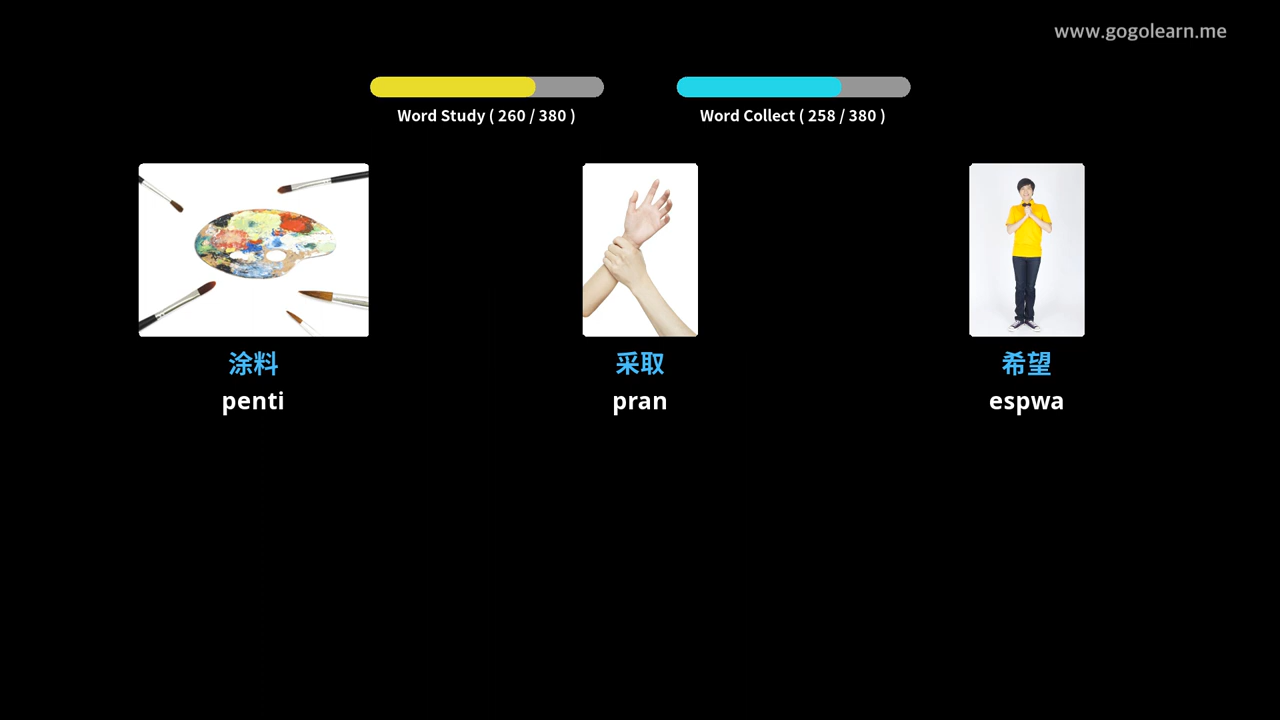 www.gogolearn.me
Word Study ( 260 / 380 )
Word Collect ( 258 / 380 )
涂料
penti
采取
pran
希望
espwa